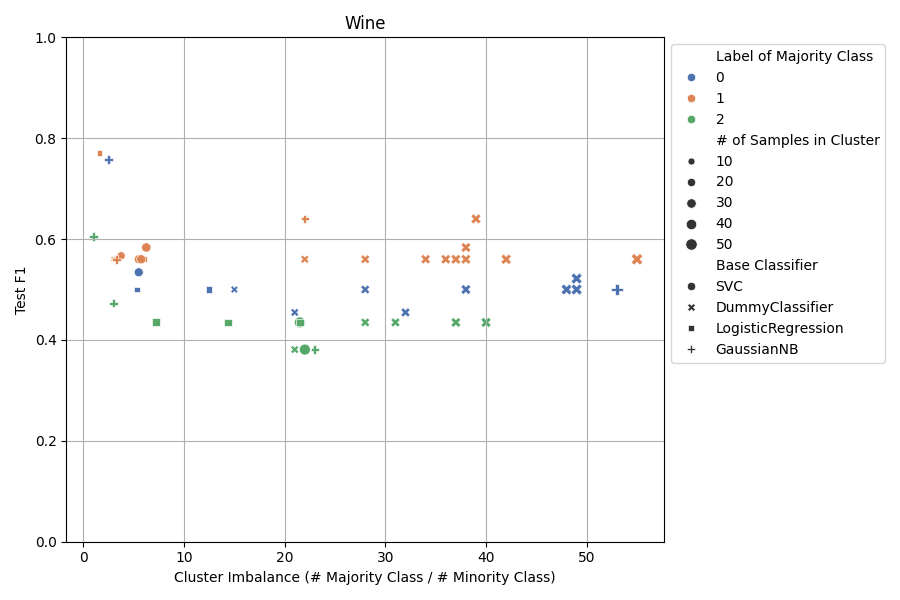 Wine
Test F1
1.0
0.8
0.6
0.4
0.2
0.0
0
10
20
30
40
50
Cluster Imbalance (# Majority Class / # Minority Class)
Label of Majority Class
0
1
2
# of Samples in Cluster
10
20
30
40
50
Base Classifier
SVC
DummyClassifier
LogisticRegression
GaussianNB